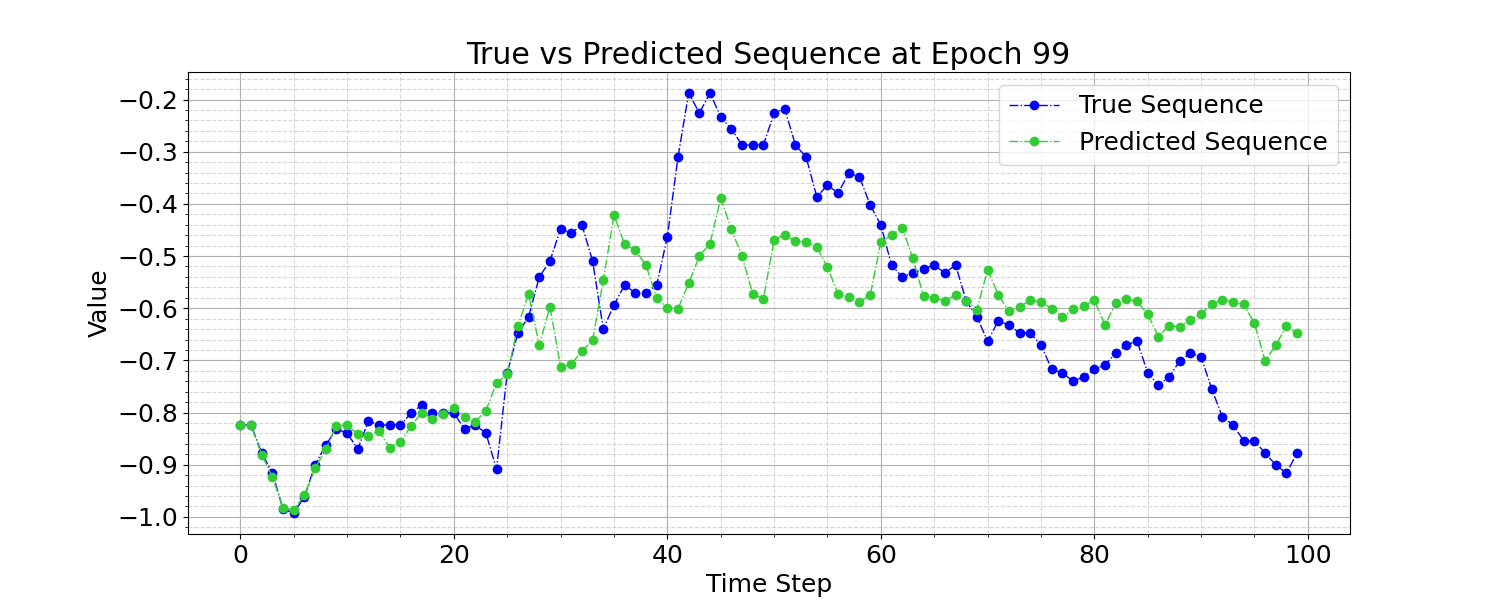 True vs Predicted Sequence at Epoch 99
True Sequence
Predicted Sequence
Value
−0.2
−0.3
−0.4
−0.5
−0.6
−0.7
−0.8
−0.9
−1.0
0 20 40 60 80 100
Time Step